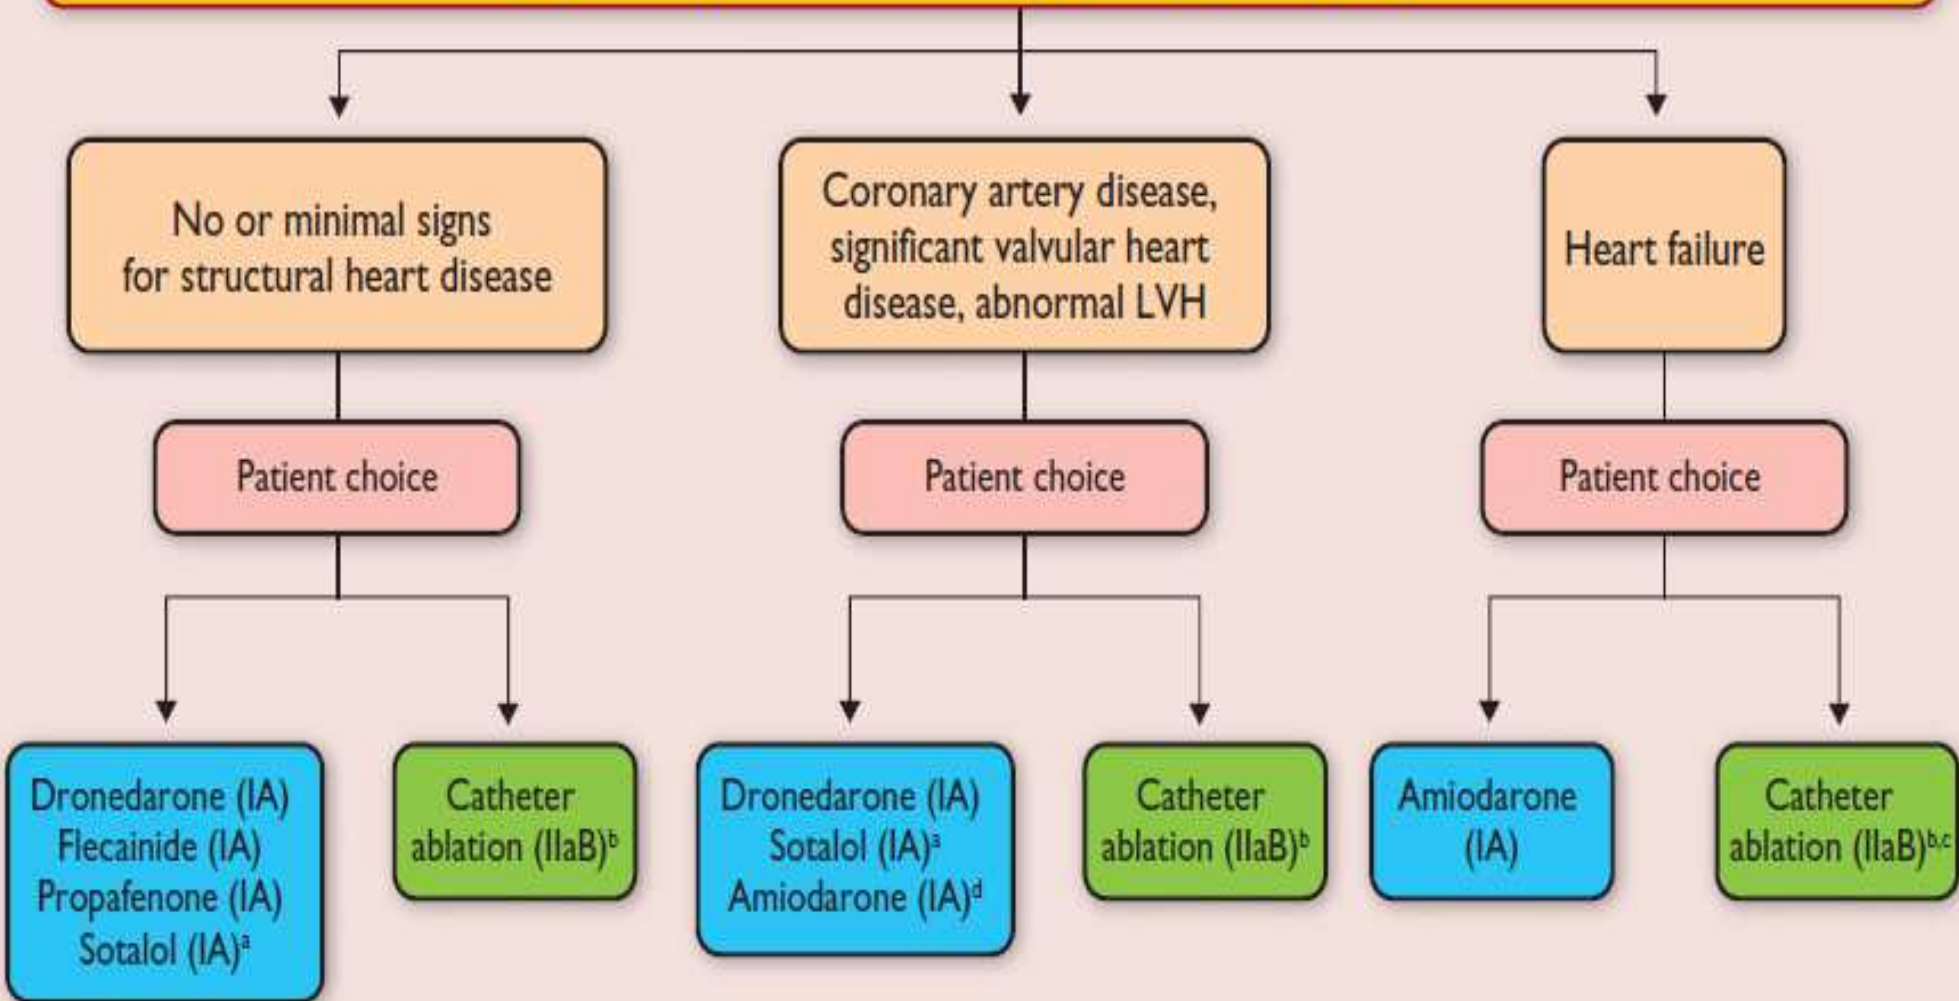 No or minimal signs
for structural heart disease
Coronary artery disease,
significant valvular heart
disease, abnormal LVH
Heart failure
Patient choice
Patient choice
Patient choice
Dronedarone (IA)
Flecainide (IA)
Propafenone (IA)
Sotalol (IA)ᵃ
Catheter
ablation (IIaB)ᵇ
Dronedarone (IA)
Sotalol (IA)ᵃ
Amiodarone (IA)ᵈ
Catheter
ablation (IIaB)ᵇ
Amiodarone
(IA)
Catheter
ablation (IIaB)ᵇ,ᶜ